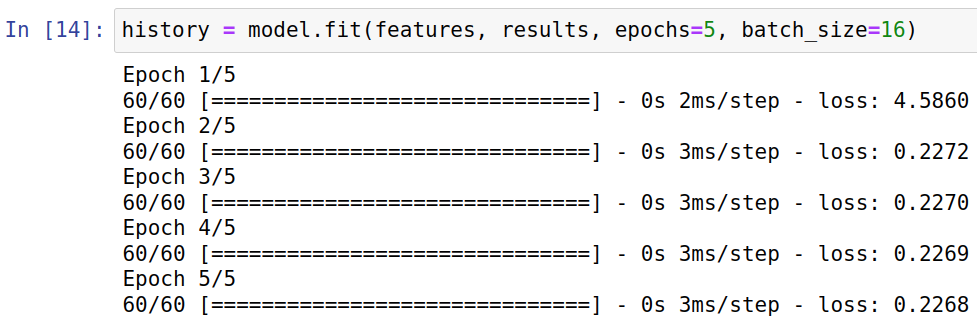 In [14]: history = model.fit(features, results, epochs=5, batch_size=16)
Epoch 1/5
60/60 [==============================] - 0s 2ms/step - loss: 4.5860
Epoch 2/5
60/60 [==============================] - 0s 3ms/step - loss: 0.2272
Epoch 3/5
60/60 [==============================] - 0s 3ms/step - loss: 0.2270
Epoch 4/5
60/60 [==============================] - 0s 3ms/step - loss: 0.2269
Epoch 5/5
60/60 [==============================] - 0s 3ms/step - loss: 0.2268